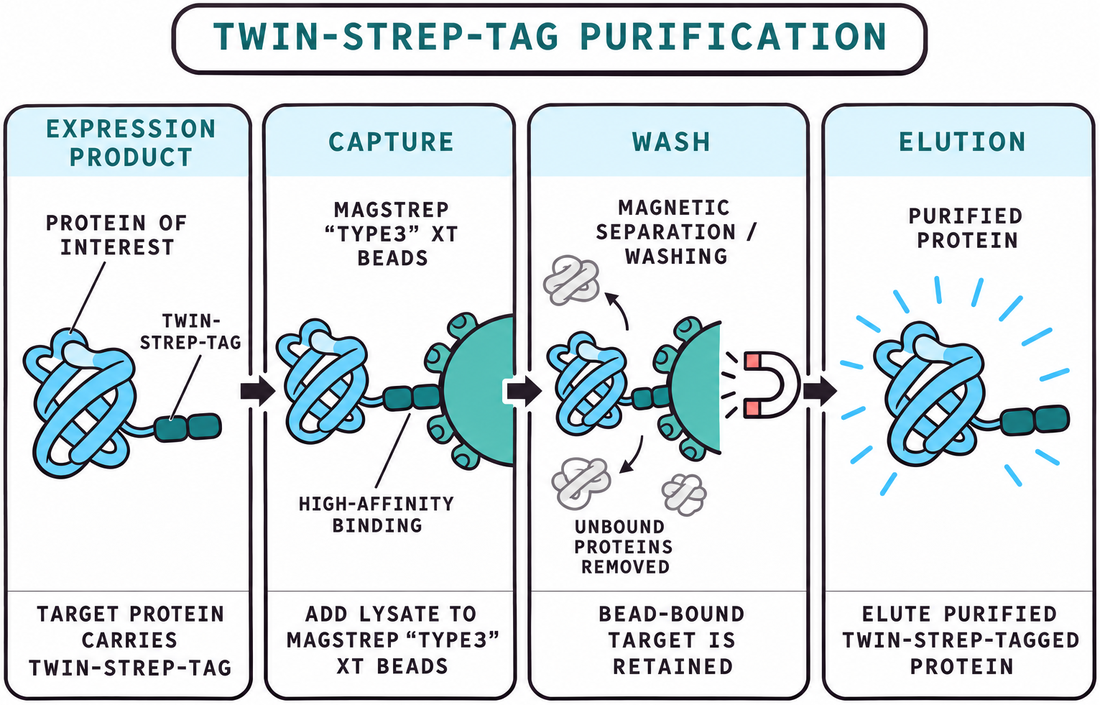 TWIN-STREP-TAG PURIFICATION
EXPRESSION
PRODUCT
PROTEIN OF
INTEREST
TWIN-
STREP-TAG
TARGET PROTEIN
CARRIES
TWIN-STREP-TAG
CAPTURE
MAGSTREP
“TYPE3” XT
BEADS
HIGH-AFFINITY
BINDING
ADD LYSATE TO
MAGSTREP “TYPE3”
XT BEADS
WASH
MAGNETIC
SEPARATION /
WASHING
UNBOUND
PROTEINS
REMOVED
BEAD-BOUND
TARGET IS
RETAINED
ELUTION
PURIFIED
PROTEIN
ELUTE PURIFIED
TWIN-STREP-TAGGED
PROTEIN